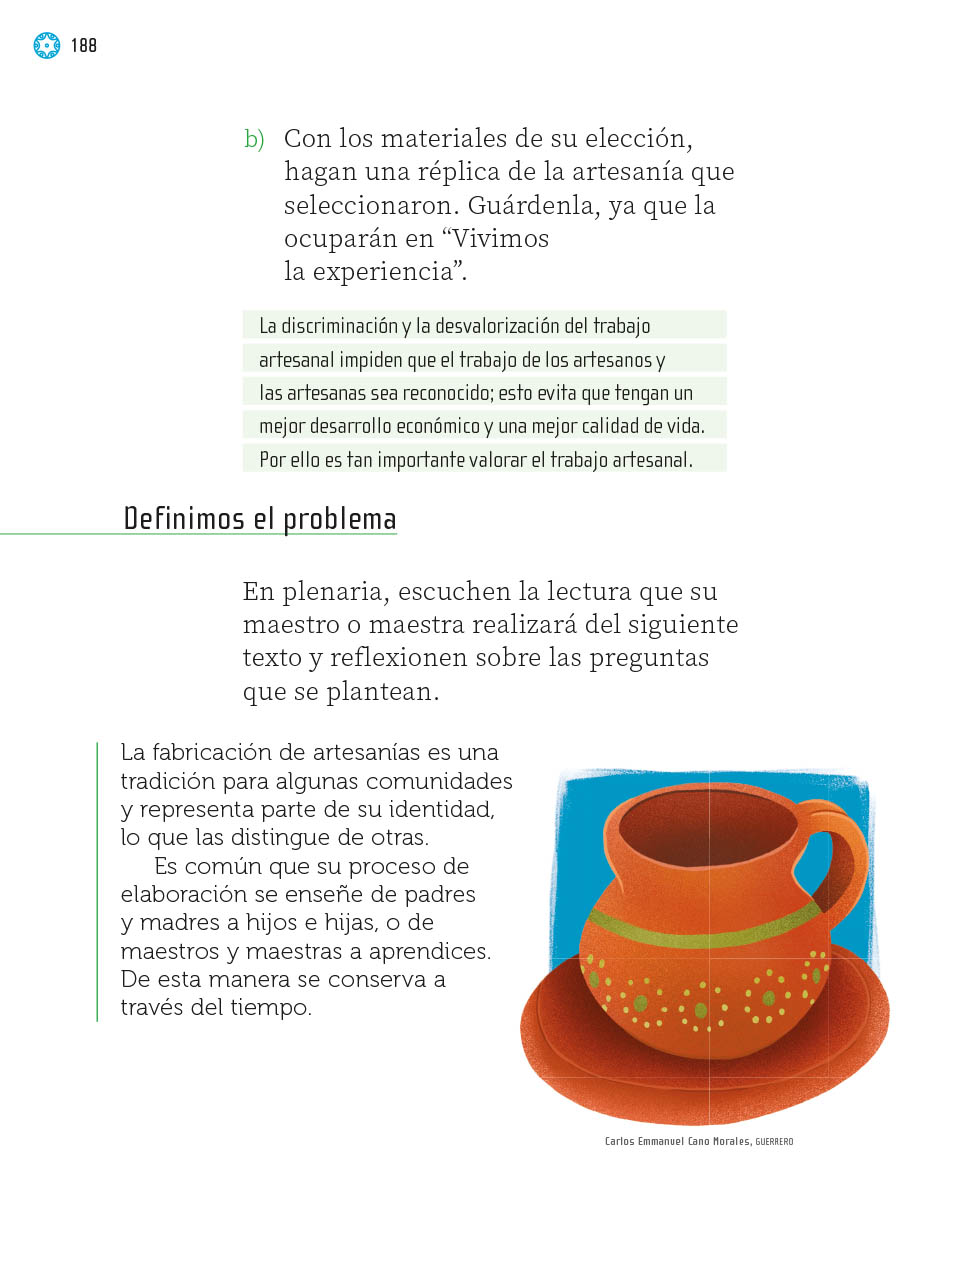 188
b) Con los materiales de su elección,
hagan una réplica de la artesanía que
seleccionaron. Guárdenla, ya que la
ocuparán en “Vivimos
la experiencia”.
La discriminación y la desvalorización del trabajo
artesanal impiden que el trabajo de los artesanos y
las artesanas sea reconocido; esto evita que tengan un
mejor desarrollo económico y una mejor calidad de vida.
Por ello es tan importante valorar el trabajo artesanal.
Definimos el problema
En plenaria, escuchen la lectura que su
maestro o maestra realizará del siguiente
texto y reflexionen sobre las preguntas
que se plantean.
La fabricación de artesanías es una
tradición para algunas comunidades
y representa parte de su identidad,
lo que las distingue de otras.
Es común que su proceso de
elaboración se enseñe de padres
y madres a hijos e hijas, o de
maestros y maestras a aprendices.
De esta manera se conserva a
través del tiempo.
Carlos Emmanuel Cano Morales, GUERRERO